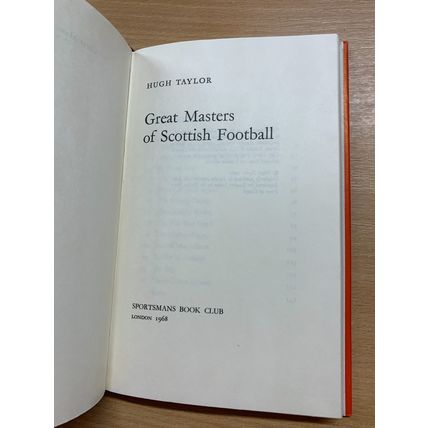 HUGH TAYLOR
Great Masters
of Scottish Football
SPORTSMANS BOOK CLUB
LONDON 1968